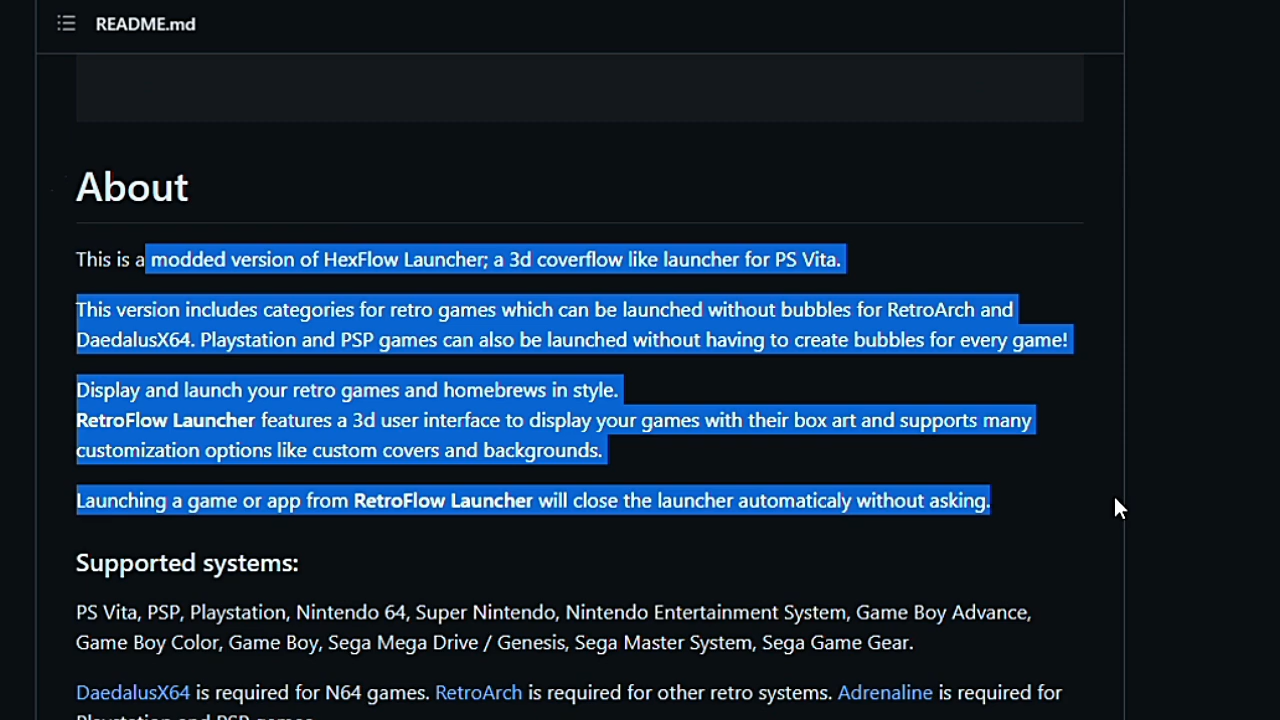 README.md
About
This is a modded version of HexFlow Launcher; a 3d coverflow like launcher for PS Vita.
This version includes categories for retro games which can be launched without bubbles for RetroArch and
DaedalusX64. Playstation and PSP games can also be launched without having to create bubbles for every game!
Display and launch your retro games and homebrews in style.
RetroFlow Launcher features a 3d user interface to display your games with their box art and supports many
customization options like custom covers and backgrounds.
Launching a game or app from RetroFlow Launcher will close the launcher automaticaly without asking.
Supported systems:
PS Vita, PSP, Playstation, Nintendo 64, Super Nintendo, Nintendo Entertainment System, Game Boy Advance,
Game Boy Color, Game Boy, Sega Mega Drive / Genesis, Sega Master System, Sega Game Gear.
DaedalusX64 is required for N64 games. RetroArch is required for other retro systems. Adrenaline is required for
Playstation and PSP games.